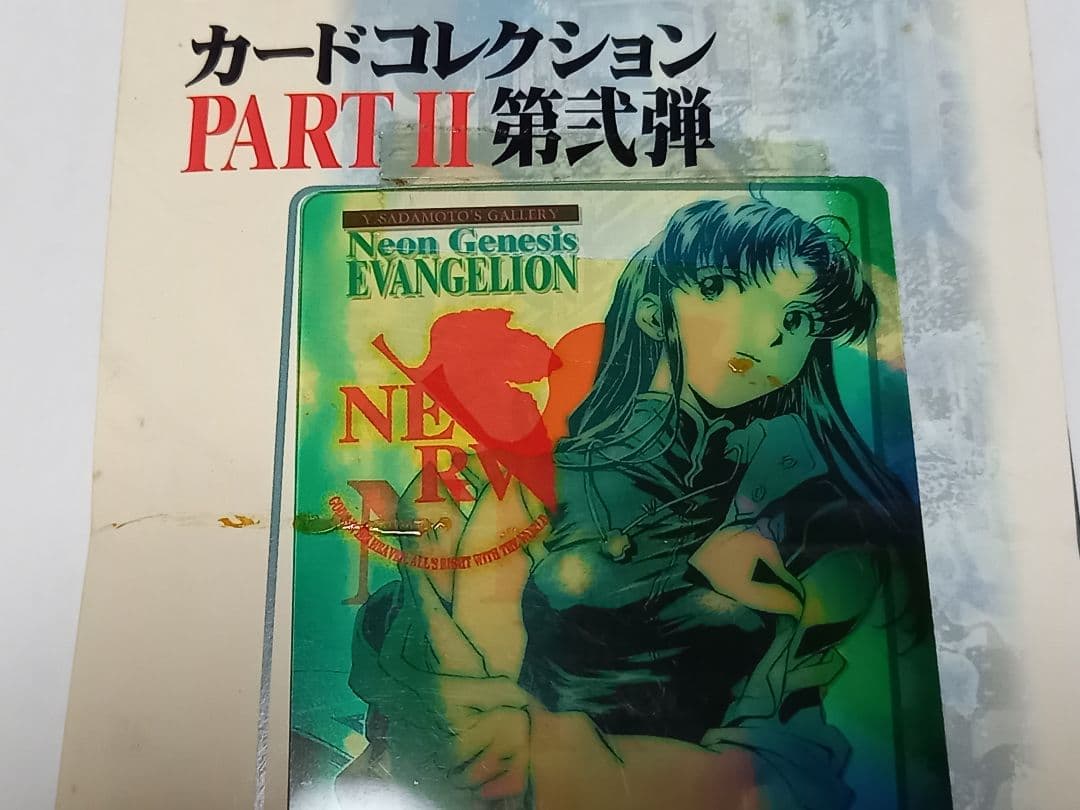 カードコレクション
PART II 第弐弾
Y. SADAMOTO'S GALLERY
Neon Genesis
EVANGELION
NERV